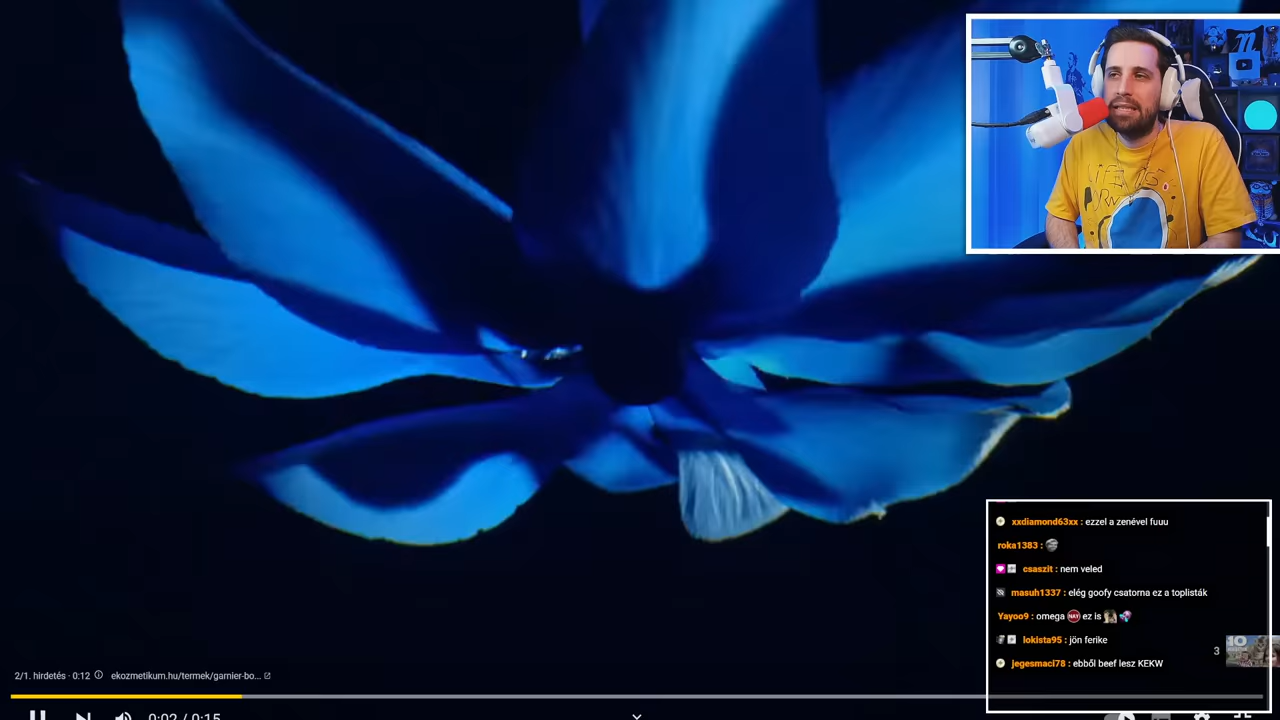 xxdiamond63xx : ezzel a zenével fuuu
roka1383 :
csaszit : nem veled
masuh1337 : elég goofy csatorna ez a toplisták
Yayoo9 : omega NAY ez is
lokista95 : jön ferike
3
jegesmaci78 : ebből beef lesz KEKW
2/1. hirdetés · 0:12 ekozmetikum.hu/termek/garnier-bo...
0:02 / 0:15